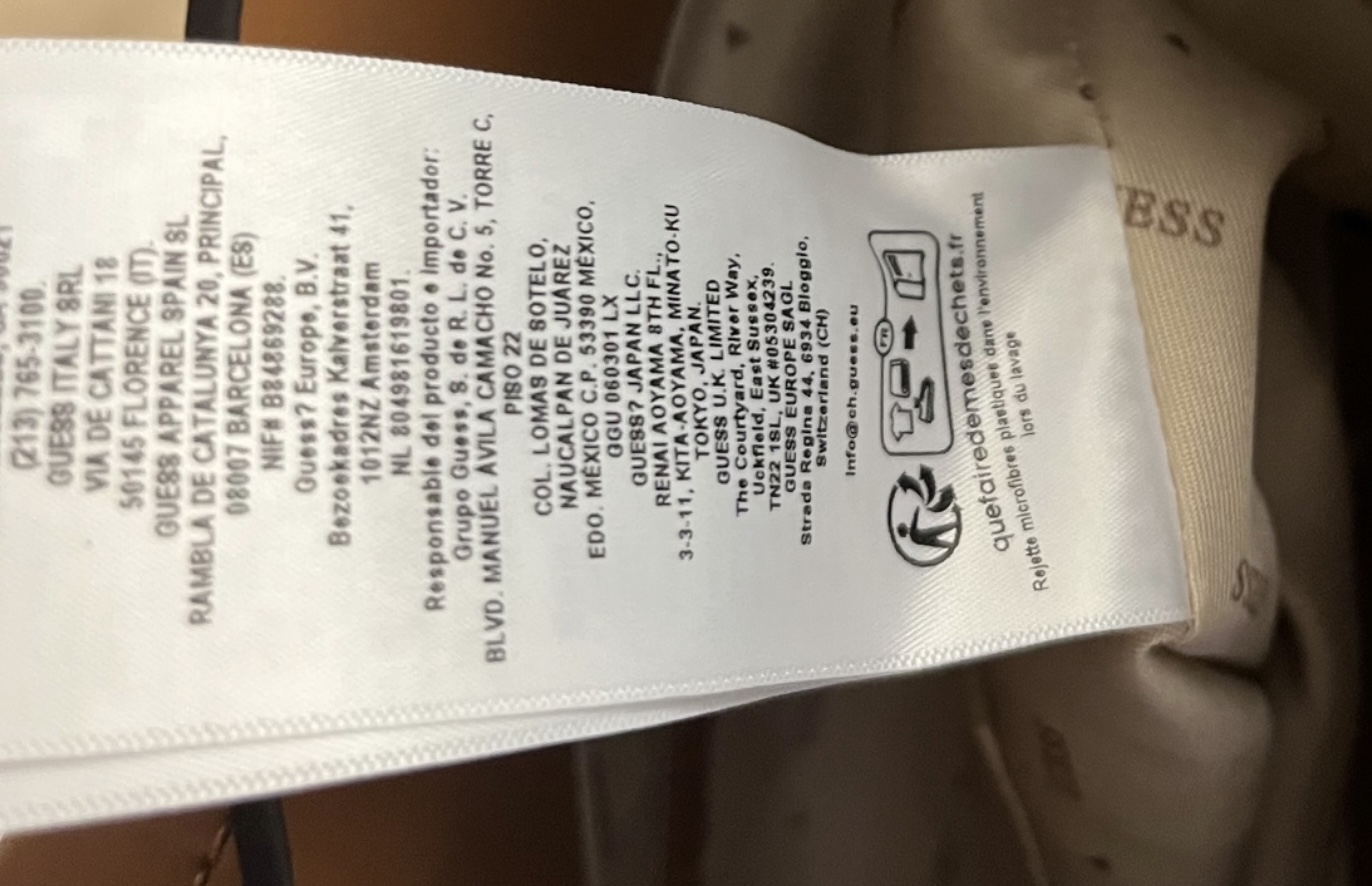 (213) 765-3100.
GUESS ITALY SRL
VIA DE CATTANI 18
50145 FLORENCE (IT).
GUESS APPAREL SPAIN SL
RAMBLA DE CATALUNYA 20, PRINCIPAL,
08007 BARCELONA (ES)
NIF# B84869288.
Guess? Europe, B.V.
Bezoekadres Kalverstraat 41,
1012NZ Amsterdam
NL 804981619B01.
Responsable del producto e Importador:
Grupo Guess, S. de R. L. de C. V.
BLVD. MANUEL ÁVILA CAMACHO No. 5, TORRE C,
PISO 22
COL. LOMAS DE SOTELO,
NAUCALPAN DE JUÁREZ
EDO. MÉXICO C.P. 53390 MÉXICO,
GGU 060301 LX
GUESS? JAPAN LLC.
RENAI AOYAMA 8TH FL.,
3-3-11, KITA-AOYAMA, MINATO-KU
TOKYO, JAPAN.
GUESS U.K. LIMITED
The Courtyard, River Way,
Uckfield, East Sussex,
TN22 1SL, UK #05304239.
GUESS EUROPE SAGL
Strada Regina 44, 6934 Bioggio,
Switzerland (CH)
info@ch.guess.eu
FR
quefairedemesdechets.fr
Rejette microfibres plastiques dans l'environnement
lors du lavage
ESS